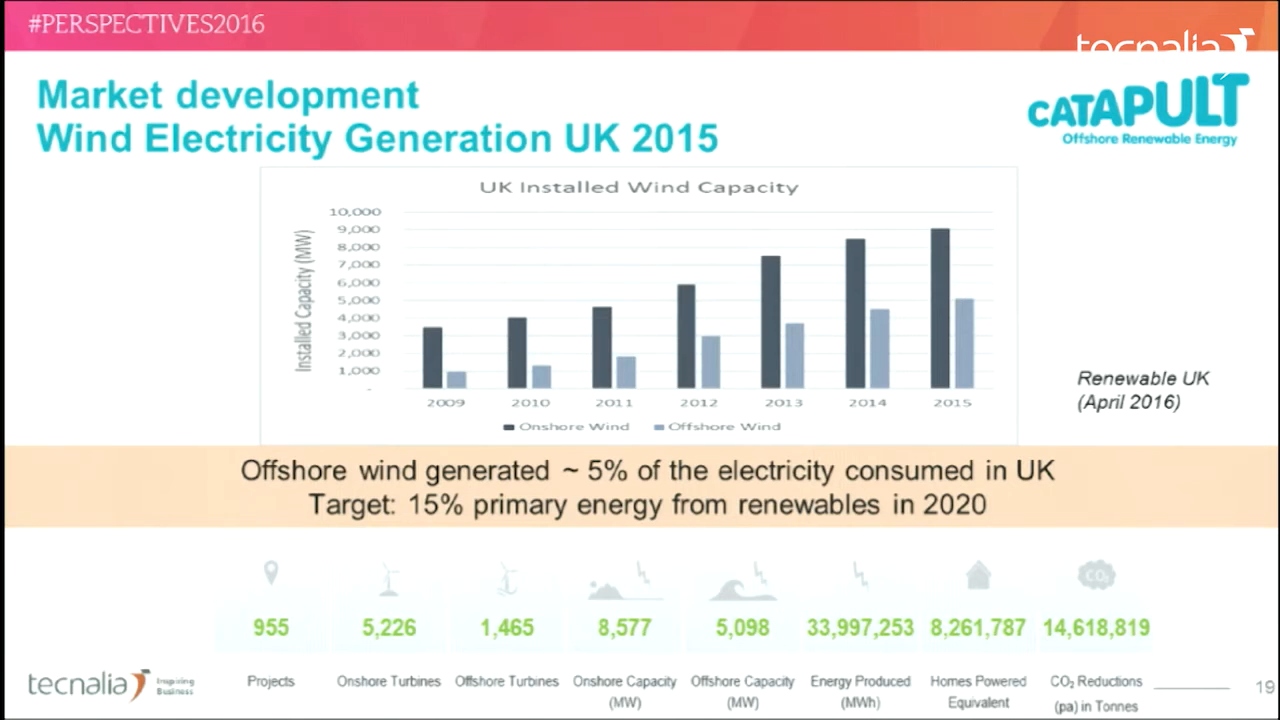 #PERSPECTIVES2016
tecnalia
Market development
Wind Electricity Generation UK 2015
CATAPULT
Offshore Renewable Energy
UK Installed Wind Capacity
Installed Capacity (MW)
10,000
9,000
8,000
7,000
6,000
5,000
4,000
3,000
2,000
1,000
-
2009 2010 2011 2012 2013 2014 2015
Onshore Wind Offshore Wind
Renewable UK
(April 2016)
Offshore wind generated ~ 5% of the electricity consumed in UK
Target: 15% primary energy from renewables in 2020
CO₂
955 5,226 1,465 8,577 5,098 33,997,253 8,261,787 14,618,819
Projects Onshore Turbines Offshore Turbines Onshore Capacity Offshore Capacity Energy Produced Homes Powered CO₂ Reductions
(MW) (MW) (MWh) Equivalent (pa) in Tonnes
tecnalia Inspiring
Business
19